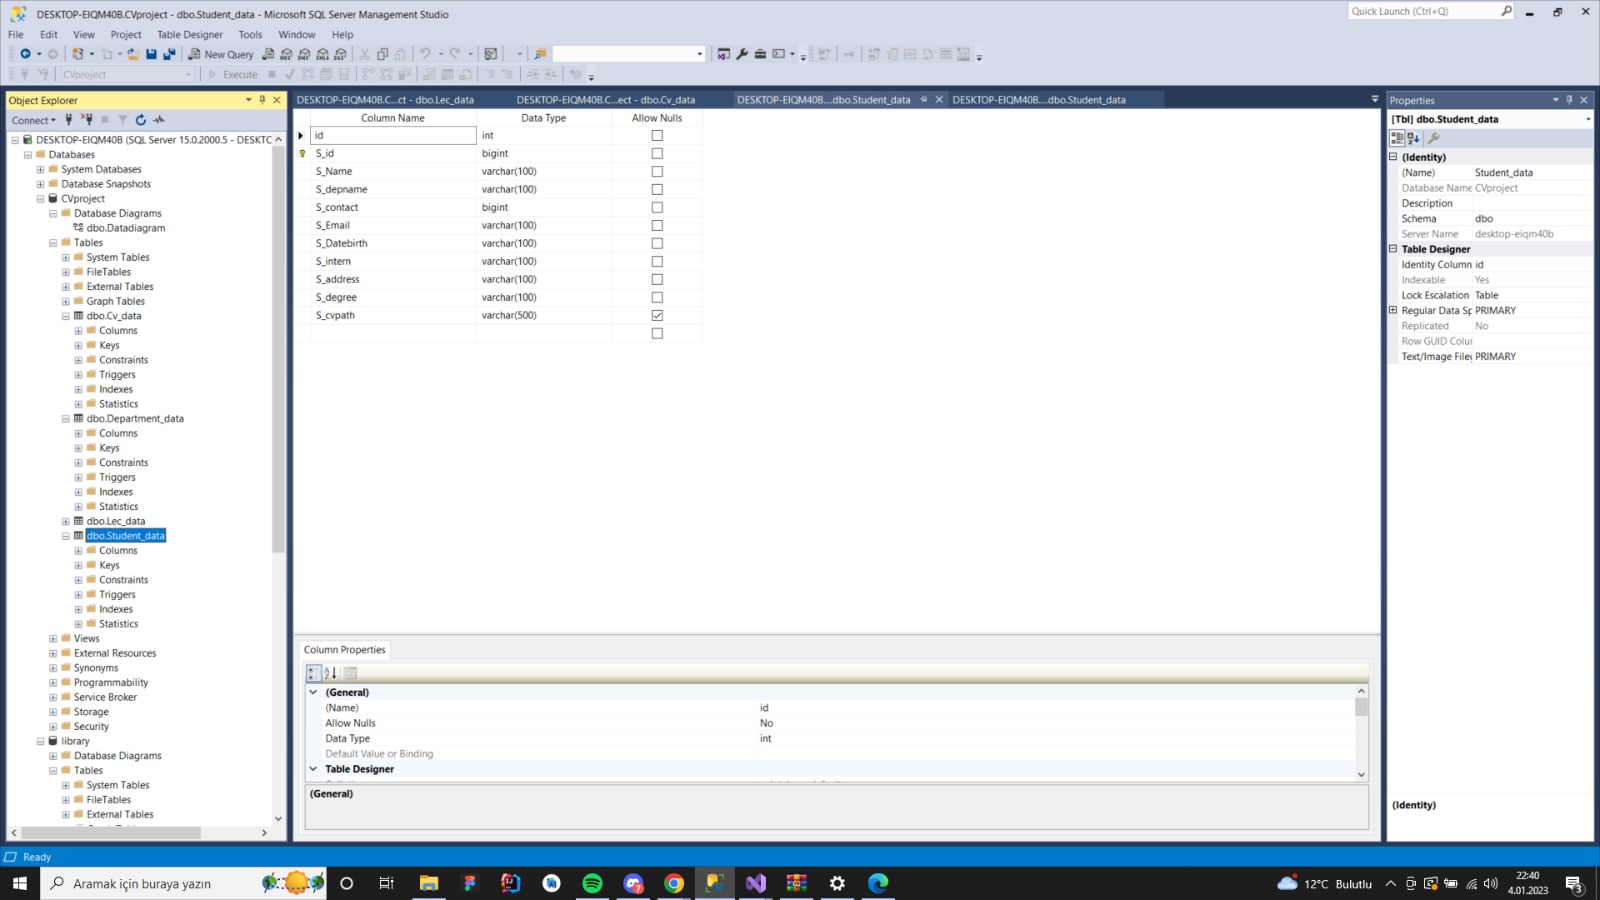 DESKTOP-EIQM40B.CVproject - dbo.Student_data - Microsoft SQL Server Management Studio
Quick Launch (Ctrl+Q)
File Edit View Project Table Designer Tools Window Help
New Query
CVproject Execute
Object Explorer
Connect
DESKTOP-EIQM40B (SQL Server 15.0.2000.5 - DESKTC
Databases
System Databases
Database Snapshots
CVproject
Database Diagrams
dbo.Datadiagram
Tables
System Tables
FileTables
External Tables
Graph Tables
dbo.Cv_data
Columns
Keys
Constraints
Triggers
Indexes
Statistics
dbo.Department_data
Columns
Keys
Constraints
Triggers
Indexes
Statistics
dbo.Lec_data
dbo.Student_data
Columns
Keys
Constraints
Triggers
Indexes
Statistics
Views
External Resources
Synonyms
Programmability
Service Broker
Storage
Security
library
Database Diagrams
Tables
System Tables
FileTables
External Tables
DESKTOP-EIQM40B.C...ct - dbo.Lec_data DESKTOP-EIQM40B.C...ect - dbo.Cv_data DESKTOP-EIQM40B....dbo.Student_data DESKTOP-EIQM40B....dbo.Student_data
Column Name Data Type Allow Nulls
id int
S_id bigint
S_Name varchar(100)
S_depname varchar(100)
S_contact bigint
S_Email varchar(100)
S_Datebirth varchar(100)
S_intern varchar(100)
S_address varchar(100)
S_degree varchar(100)
S_cvpath varchar(500)
Column Properties
(General)
(Name) id
Allow Nulls No
Data Type int
Default Value or Binding
Table Designer
(General)
Properties
[Tbl] dbo.Student_data
(Identity)
(Name) Student_data
Database Name CVproject
Description
Schema dbo
Server Name desktop-eiqm40b
Table Designer
Identity Column id
Indexable Yes
Lock Escalation Table
Regular Data Sp PRIMARY
Replicated No
Row GUID Colur
Text/Image File PRIMARY
(Identity)
Ready
Aramak için buraya yazın
7
12°C Bulutlu
22:40
4.01.2023
3